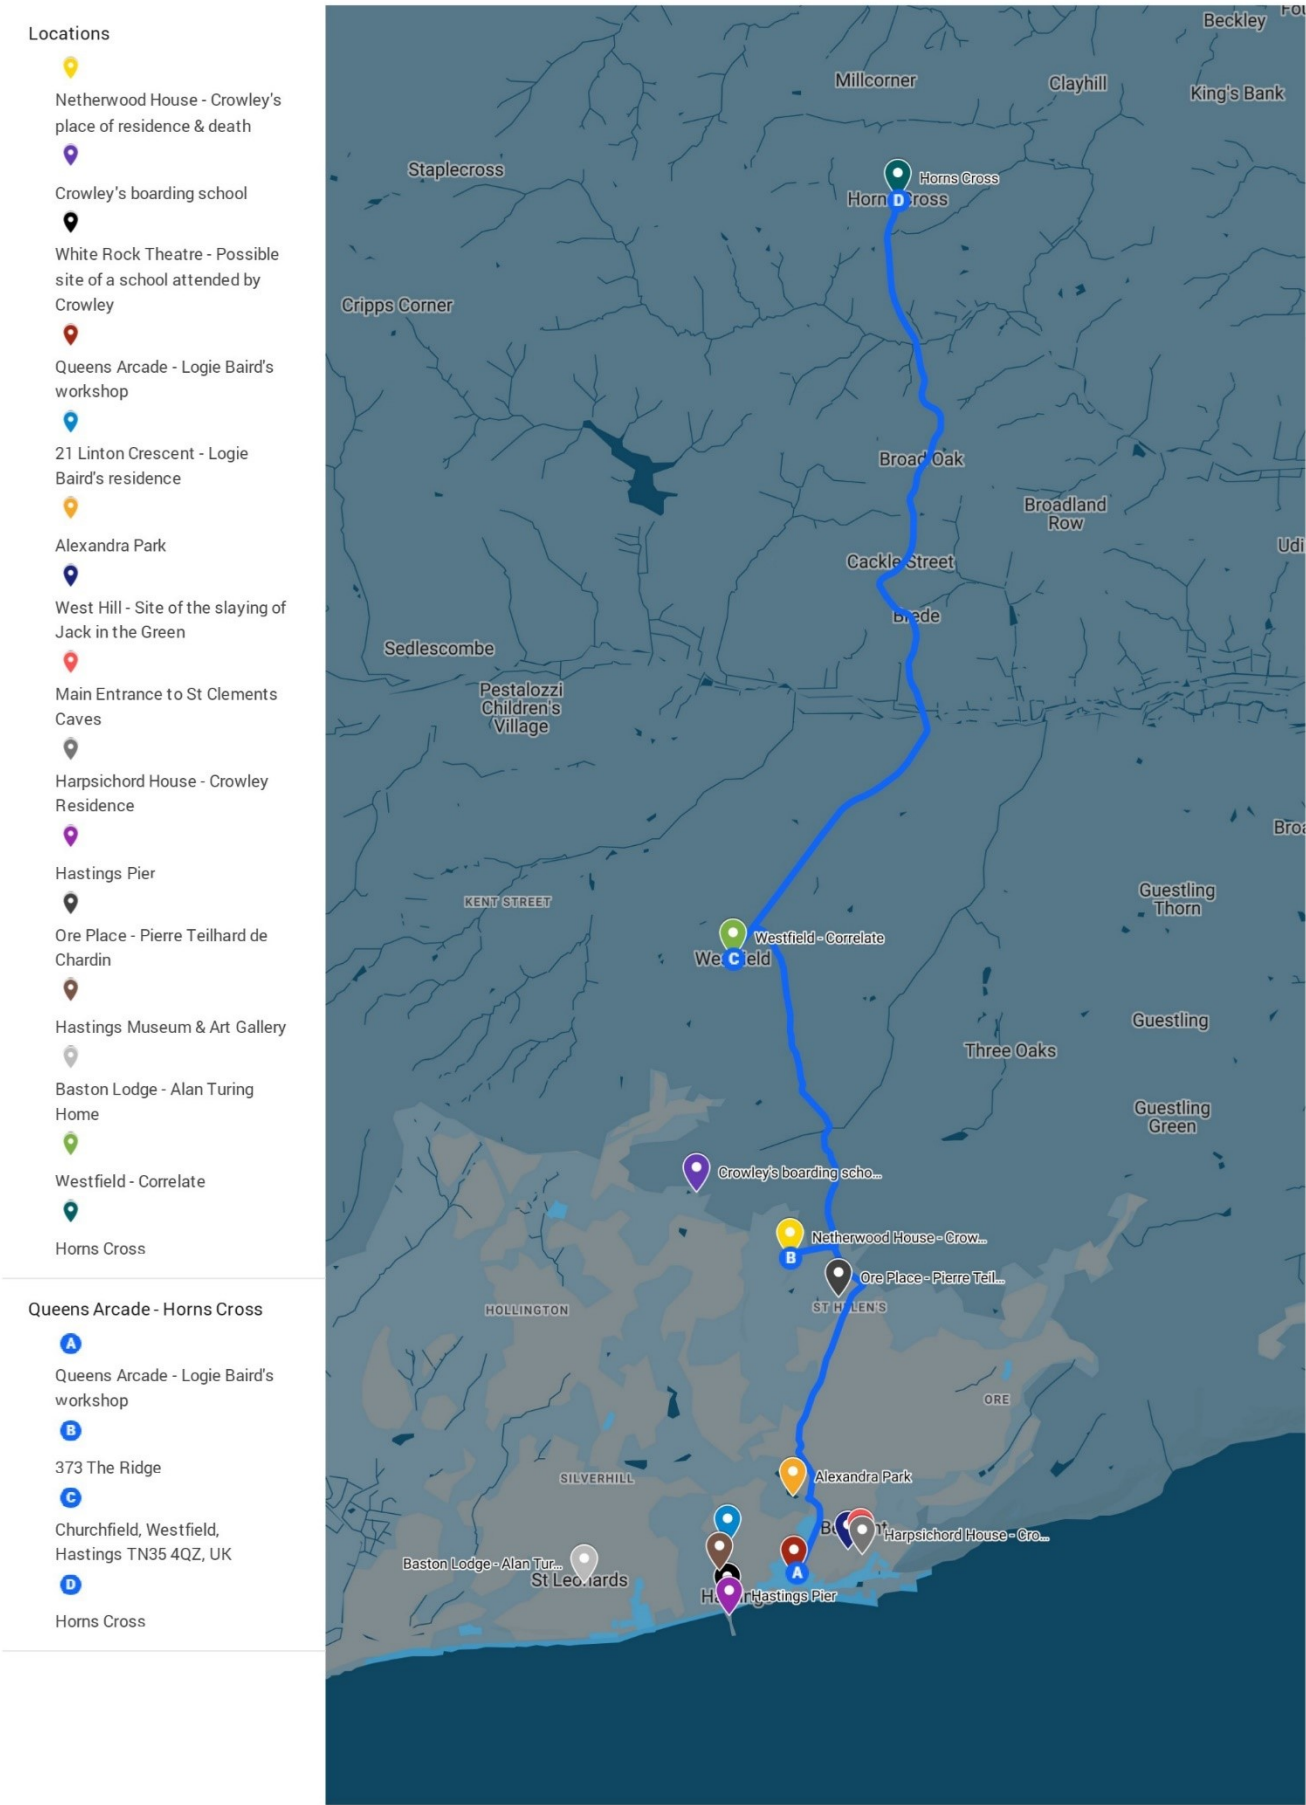 Locations
Netherwood House - Crowley's
place of residence & death
Crowley's boarding school
White Rock Theatre - Possible
site of a school attended by
Crowley
Queens Arcade - Logie Baird's
workshop
21 Linton Crescent - Logie
Baird's residence
Alexandra Park
West Hill - Site of the slaying of
Jack in the Green
Main Entrance to St Clements
Caves
Harpsichord House - Crowley
Residence
Hastings Pier
Ore Place - Pierre Teilhard de
Chardin
Hastings Museum & Art Gallery
Baston Lodge - Alan Turing
Home
Westfield - Correlate
Horns Cross
Queens Arcade - Horns Cross
A
Queens Arcade - Logie Baird's
workshop
B
373 The Ridge
C
Churchfield, Westfield,
Hastings TN35 4QZ, UK
D
Horns Cross
Beckley
Millcorner
Clayhill
King's Bank
Staplecross
Horns Cross
D
Cripps Corner
Broad Oak
Broadland
Row
Udi
Cackle Street
Brede
Sedlescombe
Pestalozzi
Children's
Village
Broa
Guestling
Thorn
KENT STREET
Westfield - Correlate
C
Guestling
Three Oaks
Guestling
Green
Crowley's boarding scho...
Netherwood House - Crow...
B
Ore Place - Pierre Teil...
HOLLINGTON
ST HELEN'S
ORE
SILVERHILL
Alexandra Park
Harpsichord House - Cro...
Baston Lodge - Alan Tur...
St Leonards
A
Hastings Pier